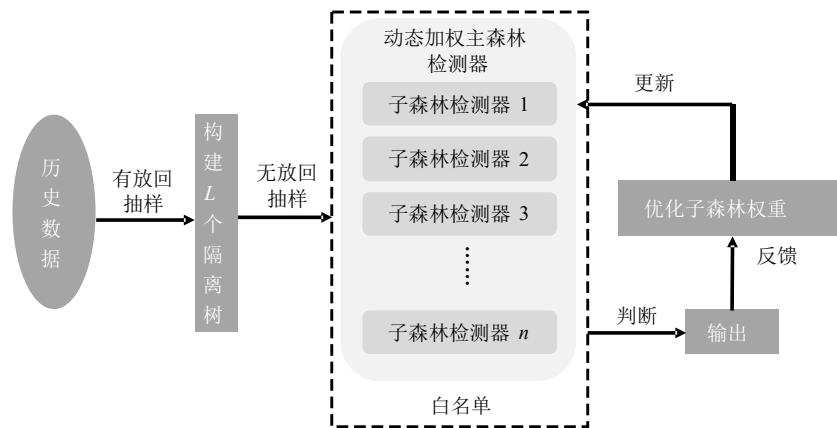 历
史
数
据
有放回
抽样
构
建
L
个
隔
离
树
无放回
抽样
动态加权主森林
检测器
子森林检测器 1
子森林检测器 2
子森林检测器 3
......
子森林检测器 n
白名单
更新
优化子森林权重
反馈
判断
输出